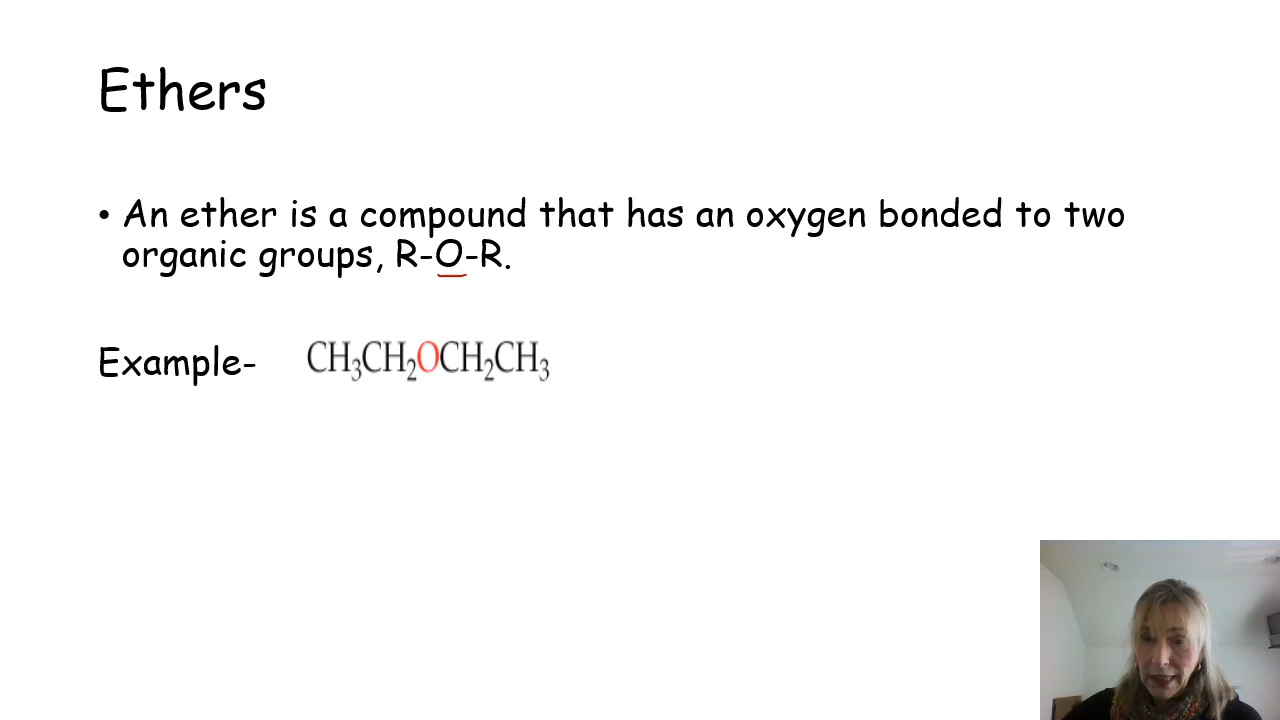 Ethers
• An ether is a compound that has an oxygen bonded to two
organic groups, R-O-R.
Example- CH₃CH₂OCH₂CH₃